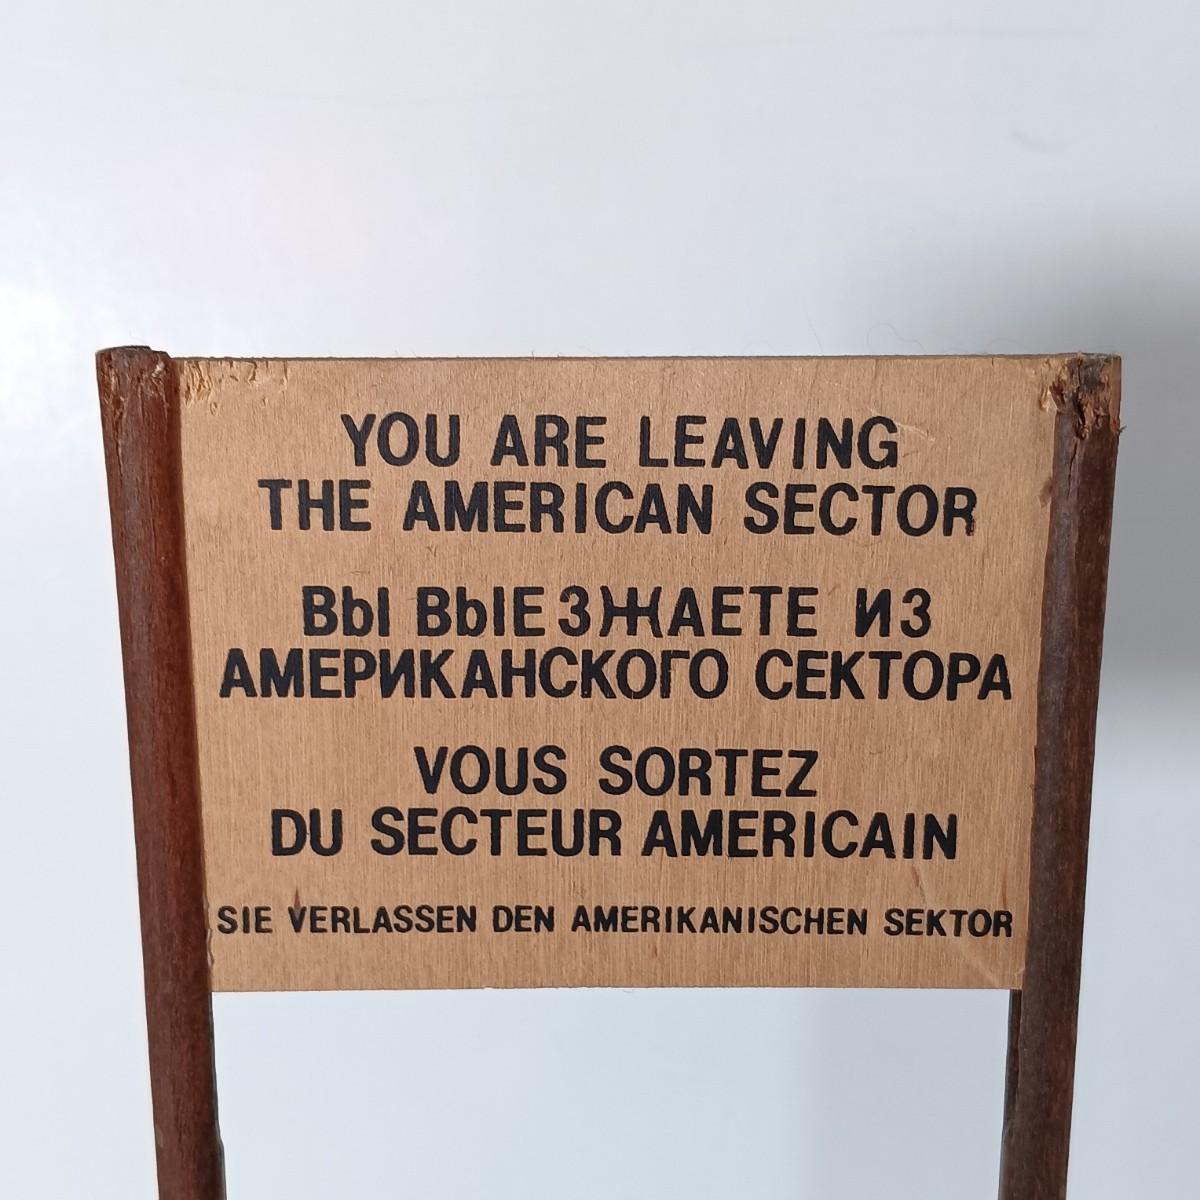 YOU ARE LEAVING
THE AMERICAN SECTOR
ВЫ ВЫЕЗЖАЕТЕ ИЗ
АМЕРИКАНСКОГО СЕКТОРА
VOUS SORTEZ
DU SECTEUR AMERICAIN
SIE VERLASSEN DEN AMERIKANISCHEN SEKTOR